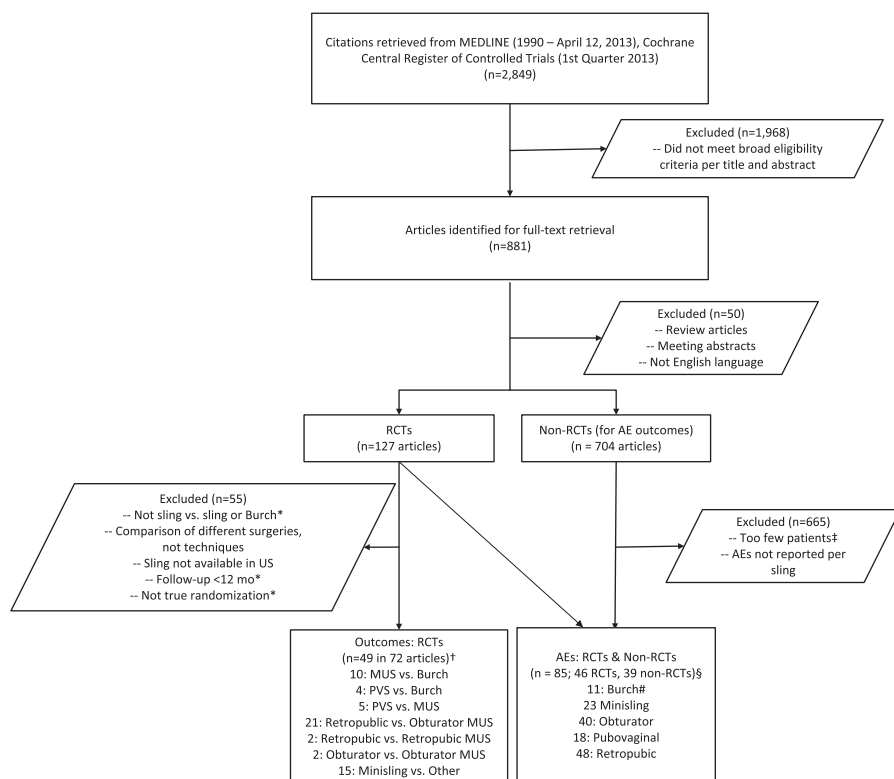 Citations retrieved from MEDLINE (1990 – April 12, 2013), Cochrane
Central Register of Controlled Trials (1st Quarter 2013)
(n=2,849)
Excluded (n=1,968)
-- Did not meet broad eligibility
criteria per title and abstract
Articles identified for full-text retrieval
(n=881)
Excluded (n=50)
-- Review articles
-- Meeting abstracts
-- Not English language
RCTs
(n=127 articles)
Non-RCTs (for AE outcomes)
(n = 704 articles)
Excluded (n=55)
-- Not sling vs. sling or Burch*
-- Comparison of different surgeries,
not techniques
-- Sling not available in US
-- Follow-up <12 mo*
-- Not true randomization*
Excluded (n=665)
-- Too few patients‡
-- AEs not reported per
sling
Outcomes: RCTs
(n=49 in 72 articles)†
10: MUS vs. Burch
4: PVS vs. Burch
5: PVS vs. MUS
21: Retropublic vs. Obturator MUS
2: Retropubic vs. Retropubic MUS
2: Obturator vs. Obturator MUS
15: Minisling vs. Other
AEs: RCTs & Non-RCTs
(n = 85; 46 RCTs, 39 non-RCTs)§
11: Burch#
23 Minisling
40: Obturator
18: Pubovaginal
48: Retropubic